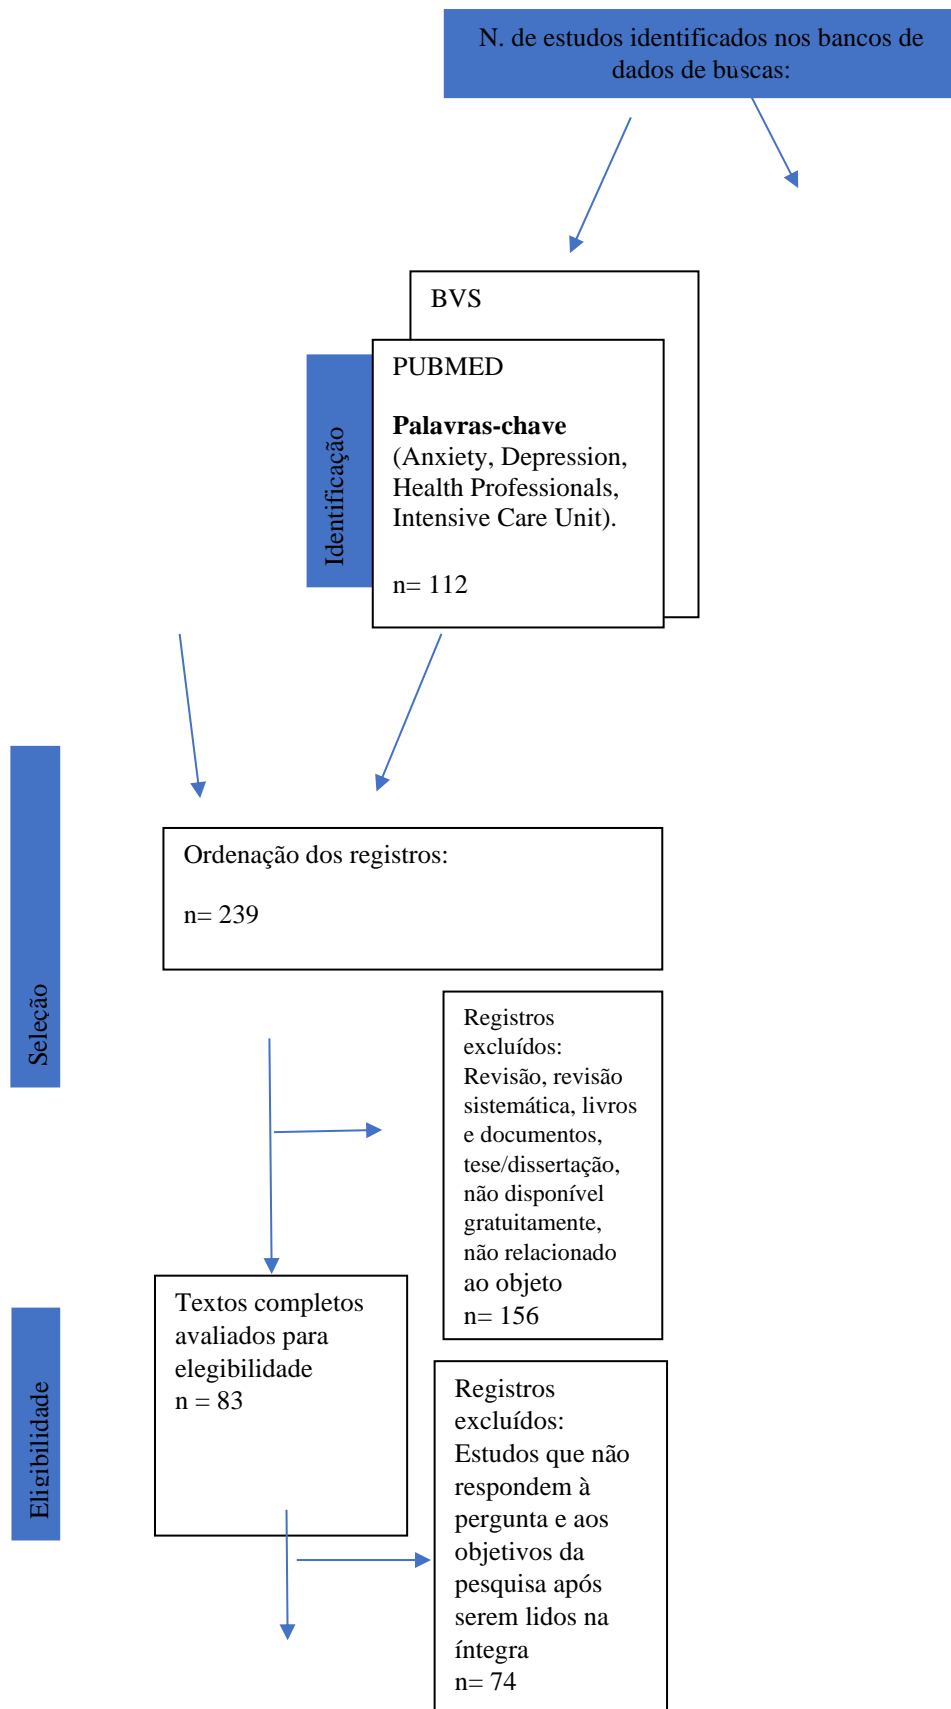 N. de estudos identificados nos bancos de
dados de buscas:
BVS
PUBMED
Palavras-chave
(Anxiety, Depression,
Health Professionals,
Intensive Care Unit).
n= 112
Identificação
Ordenação dos registros:
n= 239
Seleção
Registros
excluídos:
Revisão, revisão
sistemática, livros
e documentos,
tese/dissertação,
não disponível
gratuitamente,
não relacionado
ao objeto
n= 156
Textos completos
avaliados para
elegibilidade
n = 83
Eligibilidade
Registros
excluídos:
Estudos que não
respondem à
pergunta e aos
objetivos da
pesquisa após
serem lidos na
íntegra
n= 74